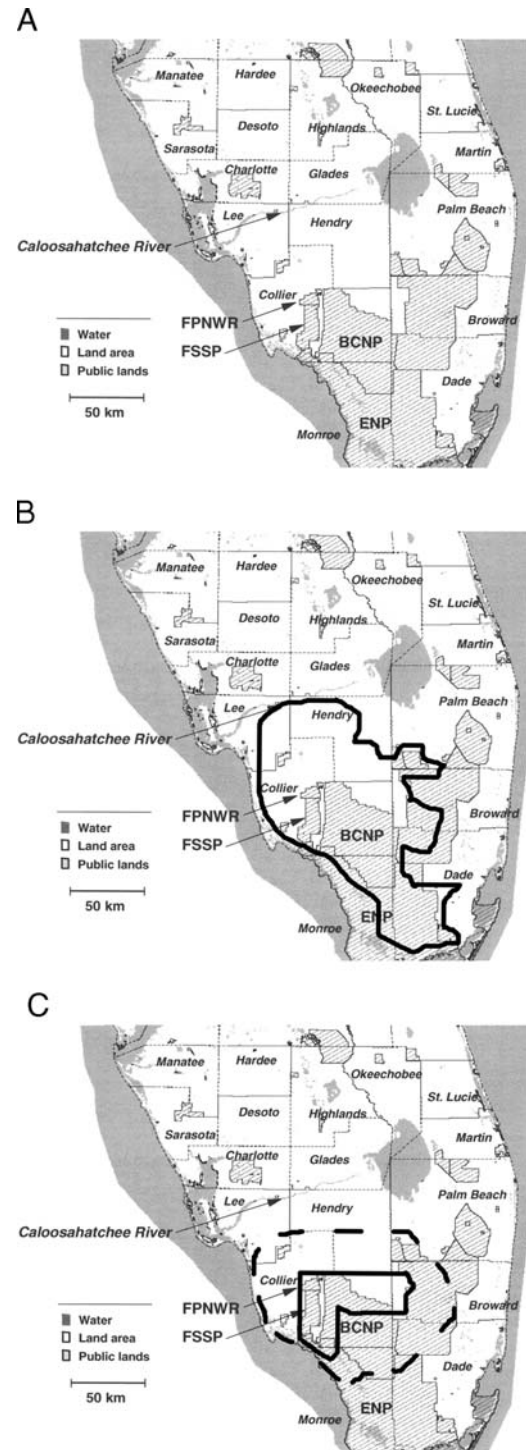 A
Manatee
Hardee
Okeechobee
St. Lucie
Desoto
Highlands
Sarasota
Martin
Charlotte
Glades
Lee
Hendry
Palm Beach
Caloosahatchee River
Collier
FPNWR
Broward
Water
FSSP
BCNP
Land area
Public lands
Dade
50 km
Monroe
ENP
B
Manatee
Hardee
Okeechobee
St. Lucie
Desoto
Highlands
Sarasota
Martin
Charlotte
Glades
Lee
Hendry
Palm Beach
Caloosahatchee River
Collier
FPNWR
Broward
Water
FSSP
BCNP
Land area
Public lands
Dade
50 km
Monroe
ENP
C
Manatee
Hardee
Okeechobee
St. Lucie
Desoto
Highlands
Sarasota
Martin
Charlotte
Glades
Lee
Hendry
Palm Beach
Caloosahatchee River
Collier
FPNWR
Broward
Water
FSSP
BCNP
Land area
Public lands
Dade
50 km
Monroe
ENP